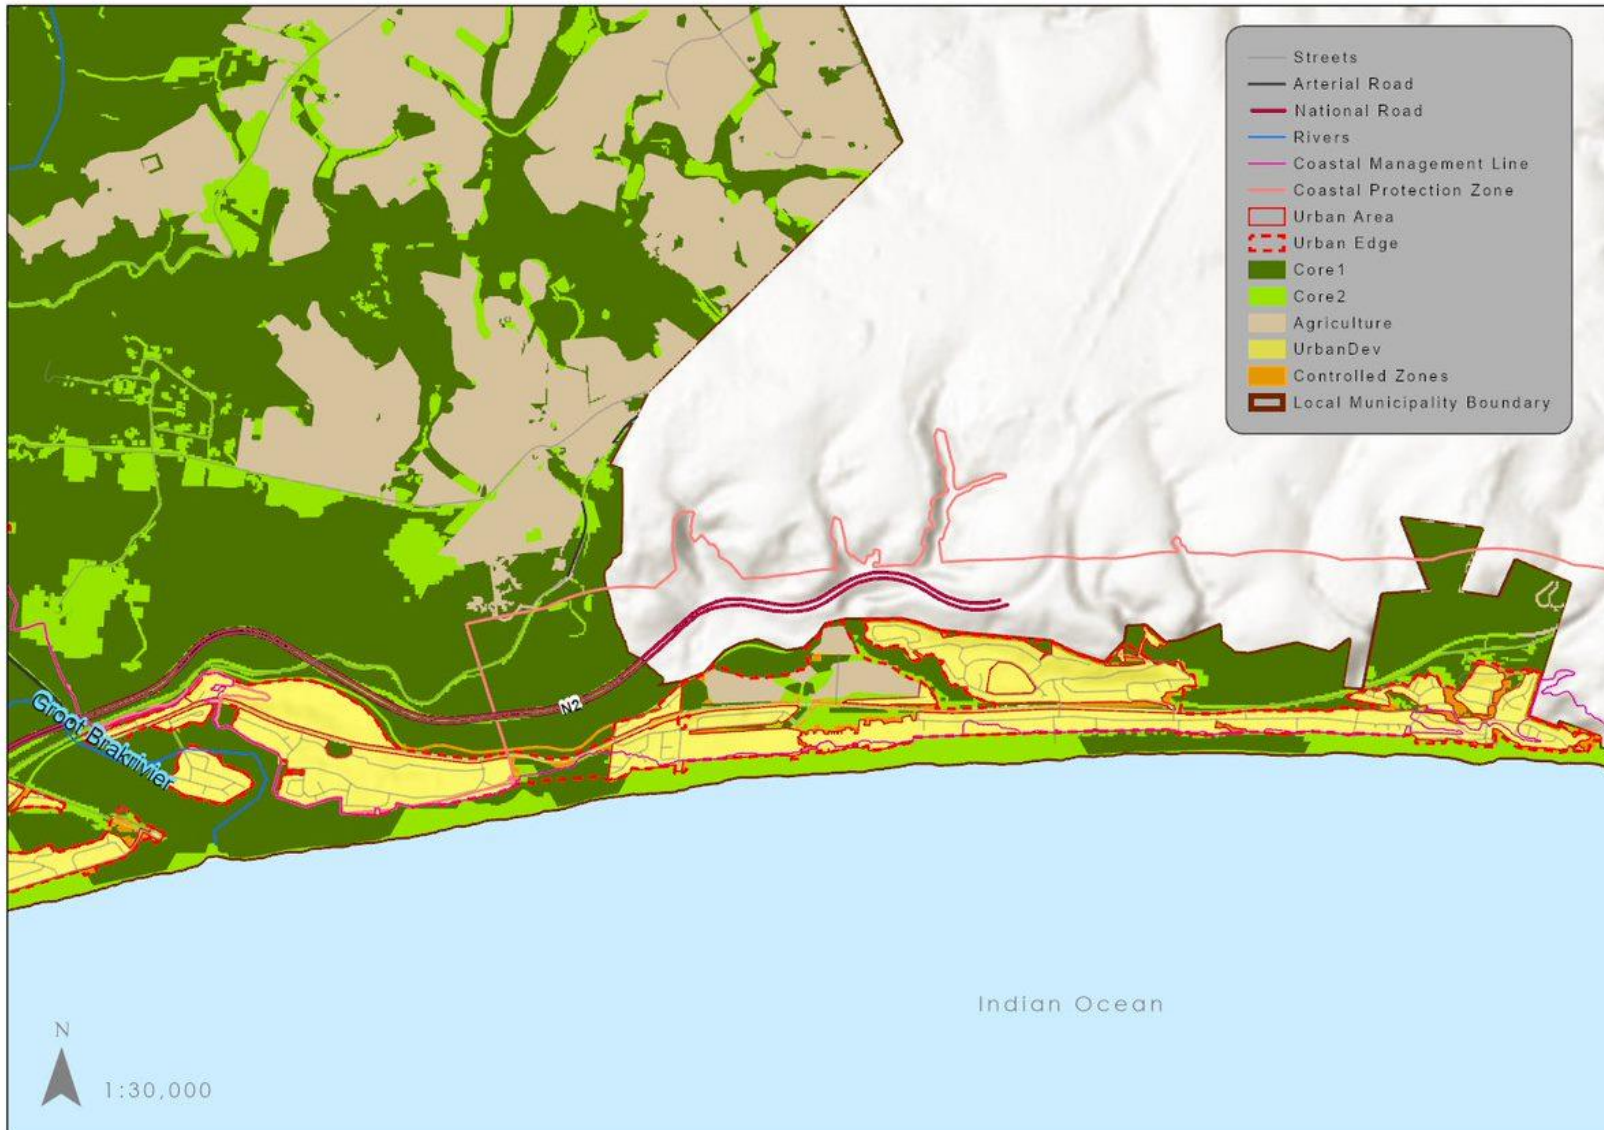 Streets
Arterial Road
National Road
Rivers
Coastal Management Line
Coastal Protection Zone
Urban Area
Urban Edge
Core1
Core2
Agriculture
UrbanDev
Controlled Zones
Local Municipality Boundary
N2
Groot Brakrivier
Indian Ocean
N
1:30,000